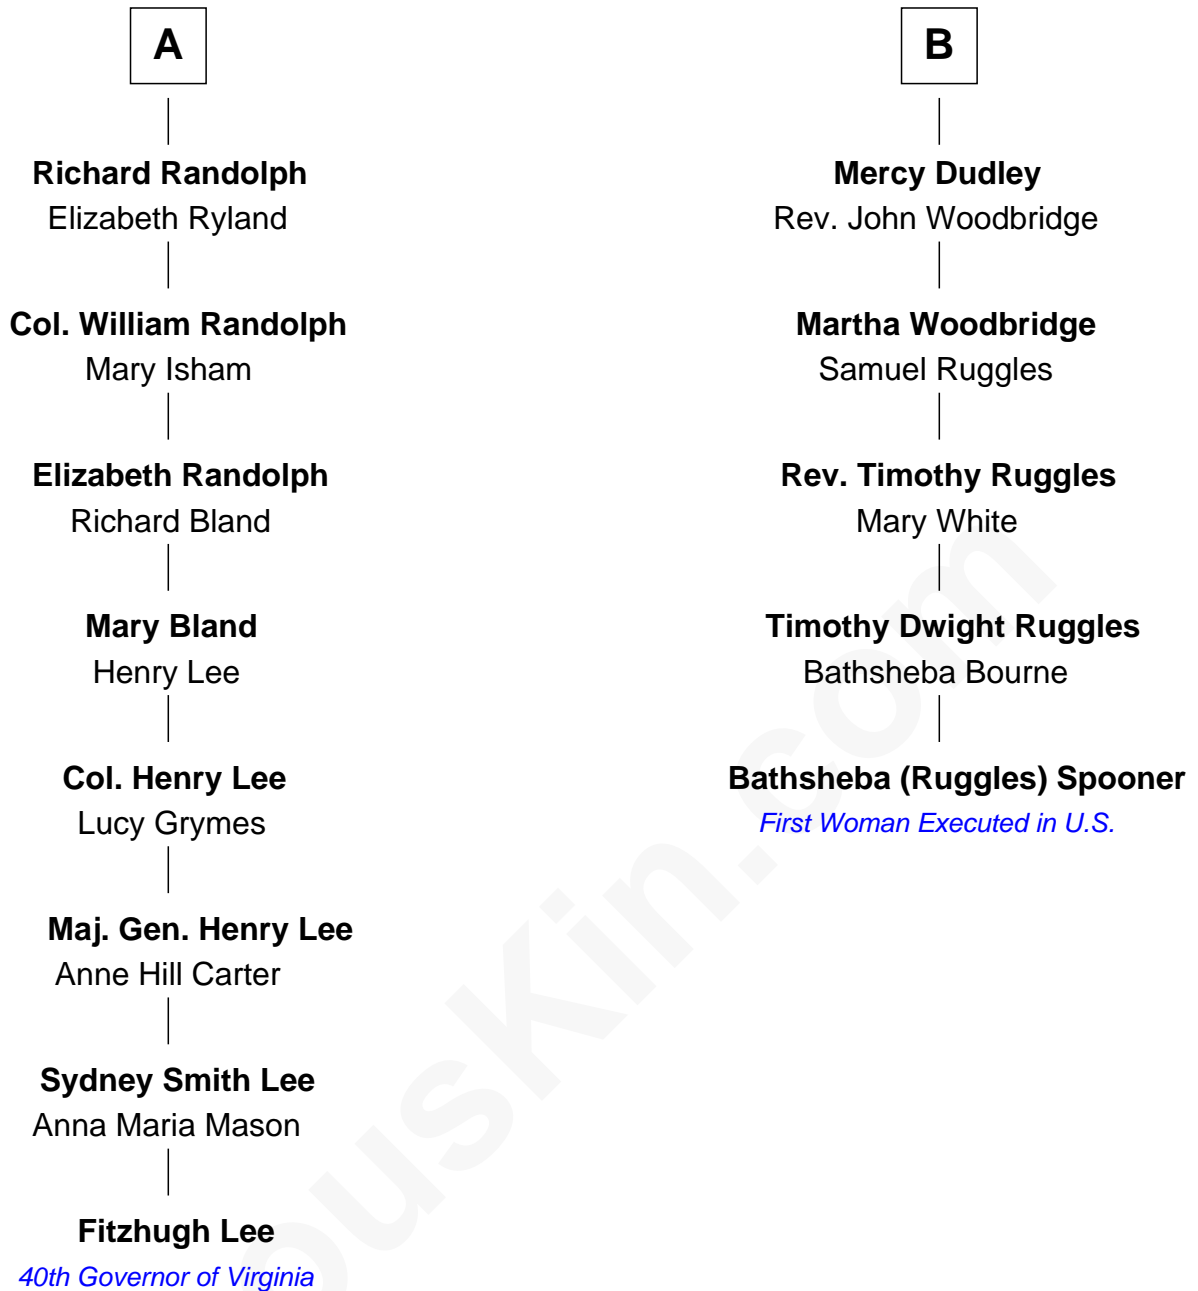 A
Richard Randolph
Elizabeth Ryland
Col. William Randolph
Mary Isham
Elizabeth Randolph
Richard Bland
Mary Bland
Henry Lee
Col. Henry Lee
Lucy Grymes
Maj. Gen. Henry Lee
Anne Hill Carter
Sydney Smith Lee
Anna Maria Mason
Fitzhugh Lee
40th Governor of Virginia
B
Mercy Dudley
Rev. John Woodbridge
Martha Woodbridge
Samuel Ruggles
Rev. Timothy Ruggles
Mary White
Timothy Dwight Ruggles
Bathsheba Bourne
Bathsheba (Ruggles) Spooner
First Woman Executed in U.S.
ousKin.com